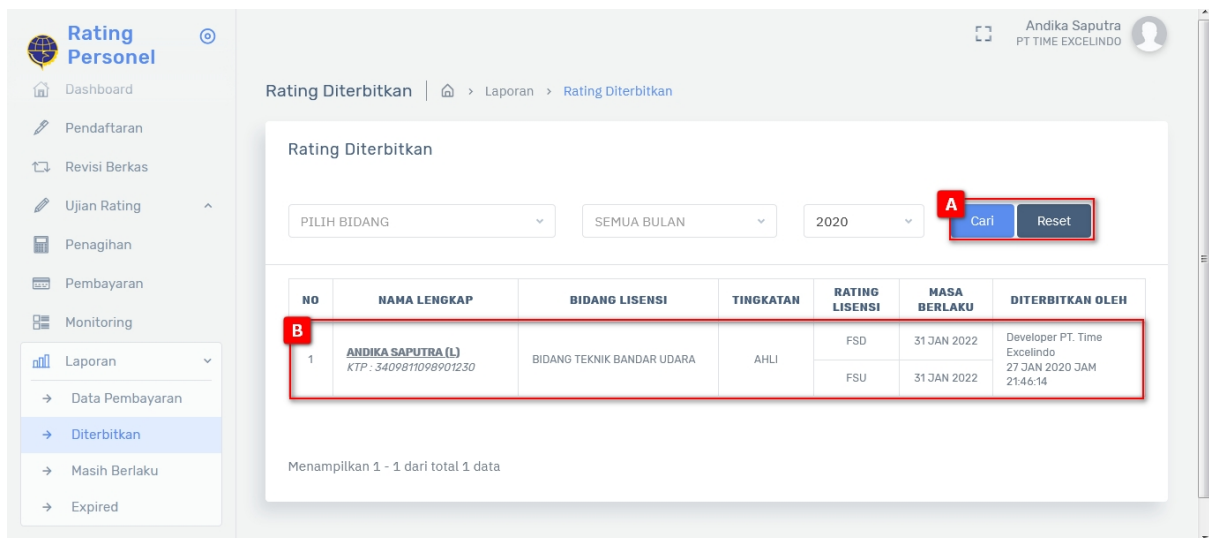 Rating
Personel
Andika Saputra
PT TIME EXCELINDO
Dashboard
Pendaftaran
Revisi Berkas
Ujian Rating
Penagihan
Pembayaran
Monitoring
Laporan
Data Pembayaran
Diterbitkan
Masih Berlaku
Expired
Rating Diterbitkan Laporan Rating Diterbitkan
Rating Diterbitkan
PILIH BIDANG SEMUA BULAN 2020 A Cari Reset
NO NAMA LENGKAP BIDANG LISENSI TINGKATAN RATING LISENSI MASA BERLAKU DITERBITKAN OLEH
B
1 ANDIKA SAPUTRA (L)
KTP : 3409811098901230
BIDANG TEKNIK BANDAR UDARA AHLI
FSD 31 JAN 2022
FSU 31 JAN 2022
Developer PT. Time
Excelindo
27 JAN 2020 JAM
21:46:14
Menampilkan 1 - 1 dari total 1 data